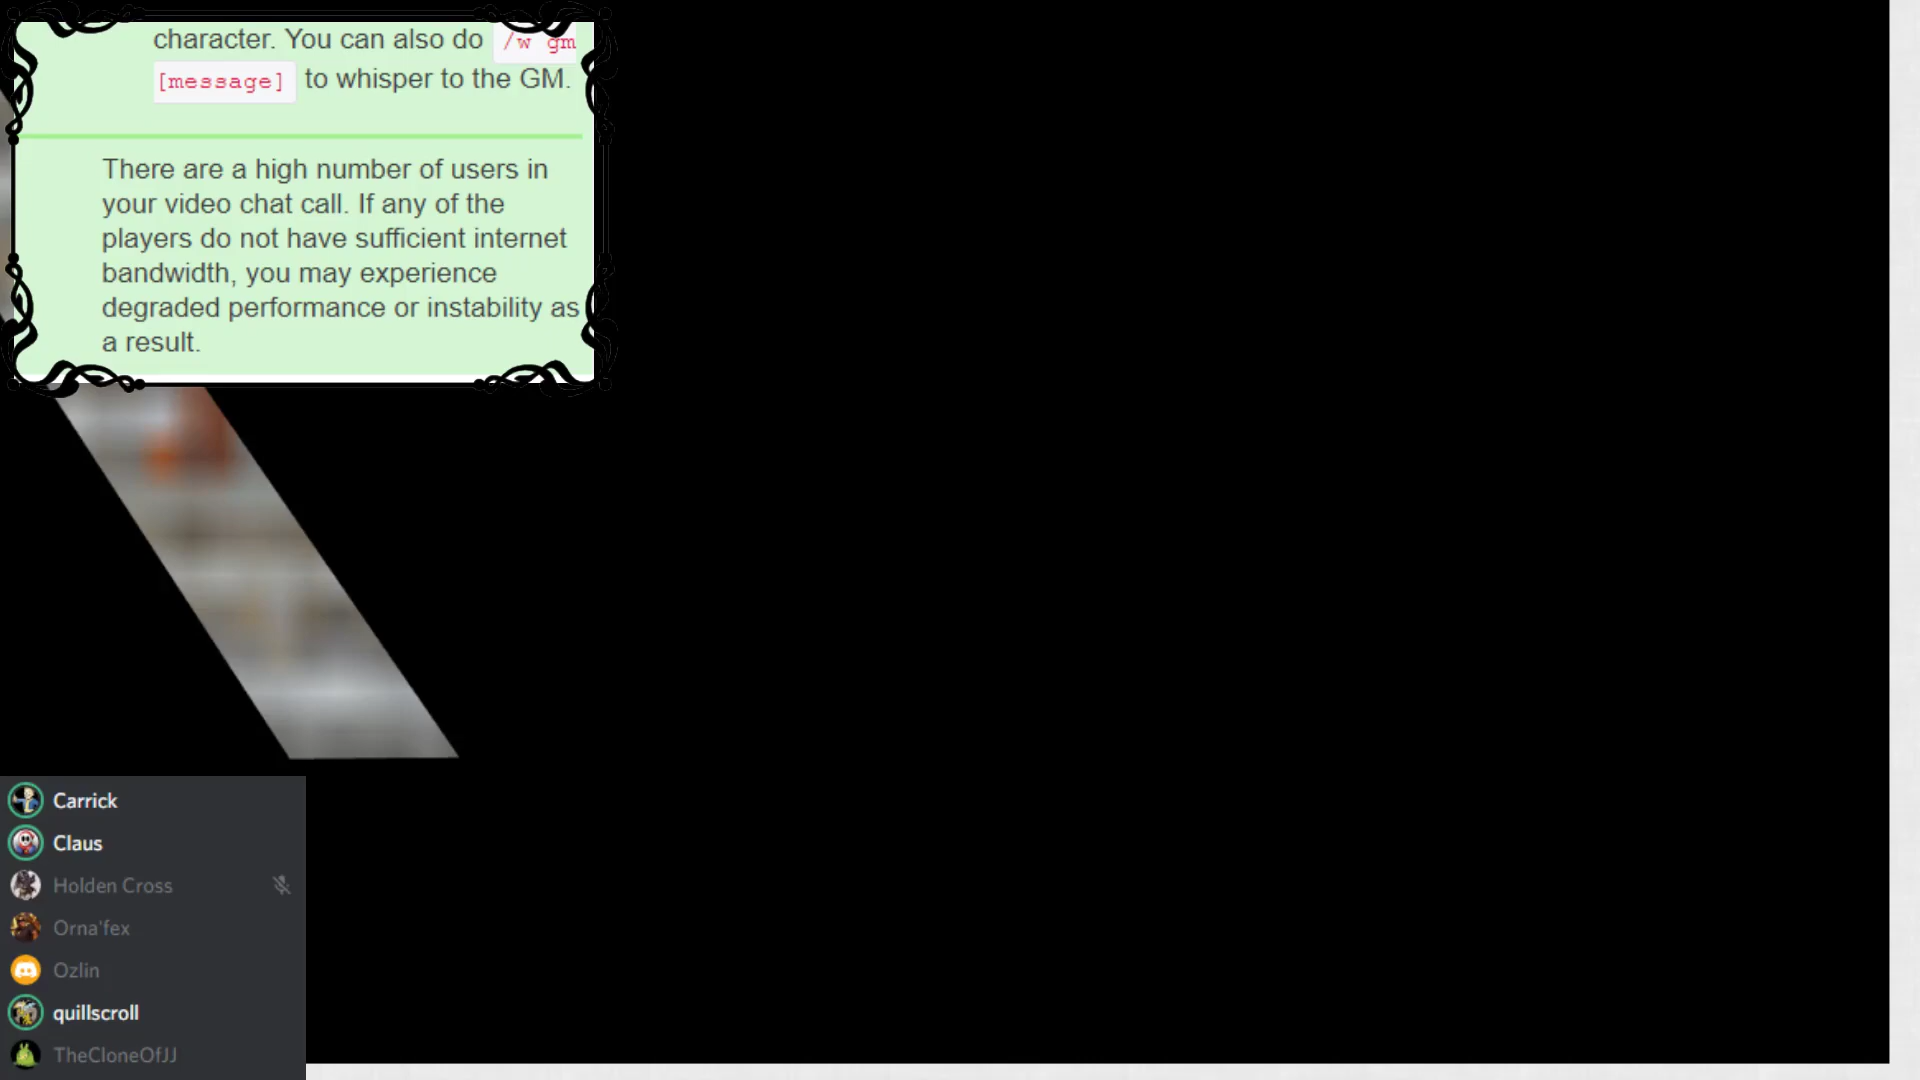 character. You can also do /w gm
[message] to whisper to the GM.
There are a high number of users in
your video chat call. If any of the
players do not have sufficient internet
bandwidth, you may experience
degraded performance or instability as
a result.
Carrick
Claus
Holden Cross
Orna'fex
Ozlin
quillscroll
TheCloneOfJJ